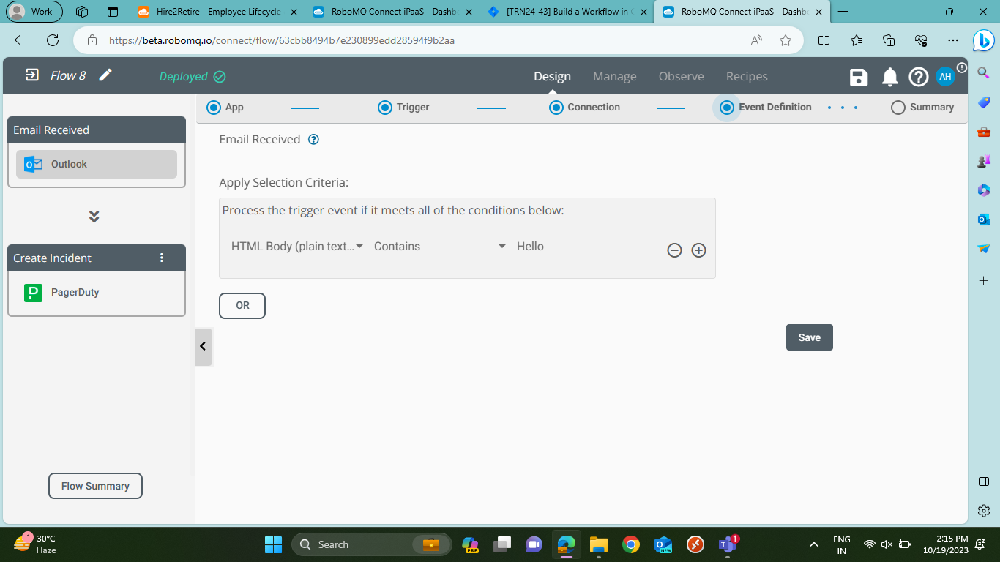 Work
Hire2Retire - Employee Lifecycle
RoboMQ Connect iPaaS - Dashb
[TRN24-43] Build a Workflow in
RoboMQ Connect iPaaS - Dashb
https://beta.robomq.io/connect/flow/63cbb8494b7e230899edd28594f9b2aa
Flow 8
Deployed
Design
Manage
Observe
Recipes
AH
App
Trigger
Connection
Event Definition
Summary
Email Received
Outlook
Create Incident
PagerDuty
Flow Summary
Email Received
Apply Selection Criteria:
Process the trigger event if it meets all of the conditions below:
HTML Body (plain text...
Contains
Hello
OR
Save
1
30°C
Haze
Search
PRE
NEW
1
ENG
IN
2:15 PM
10/19/2023